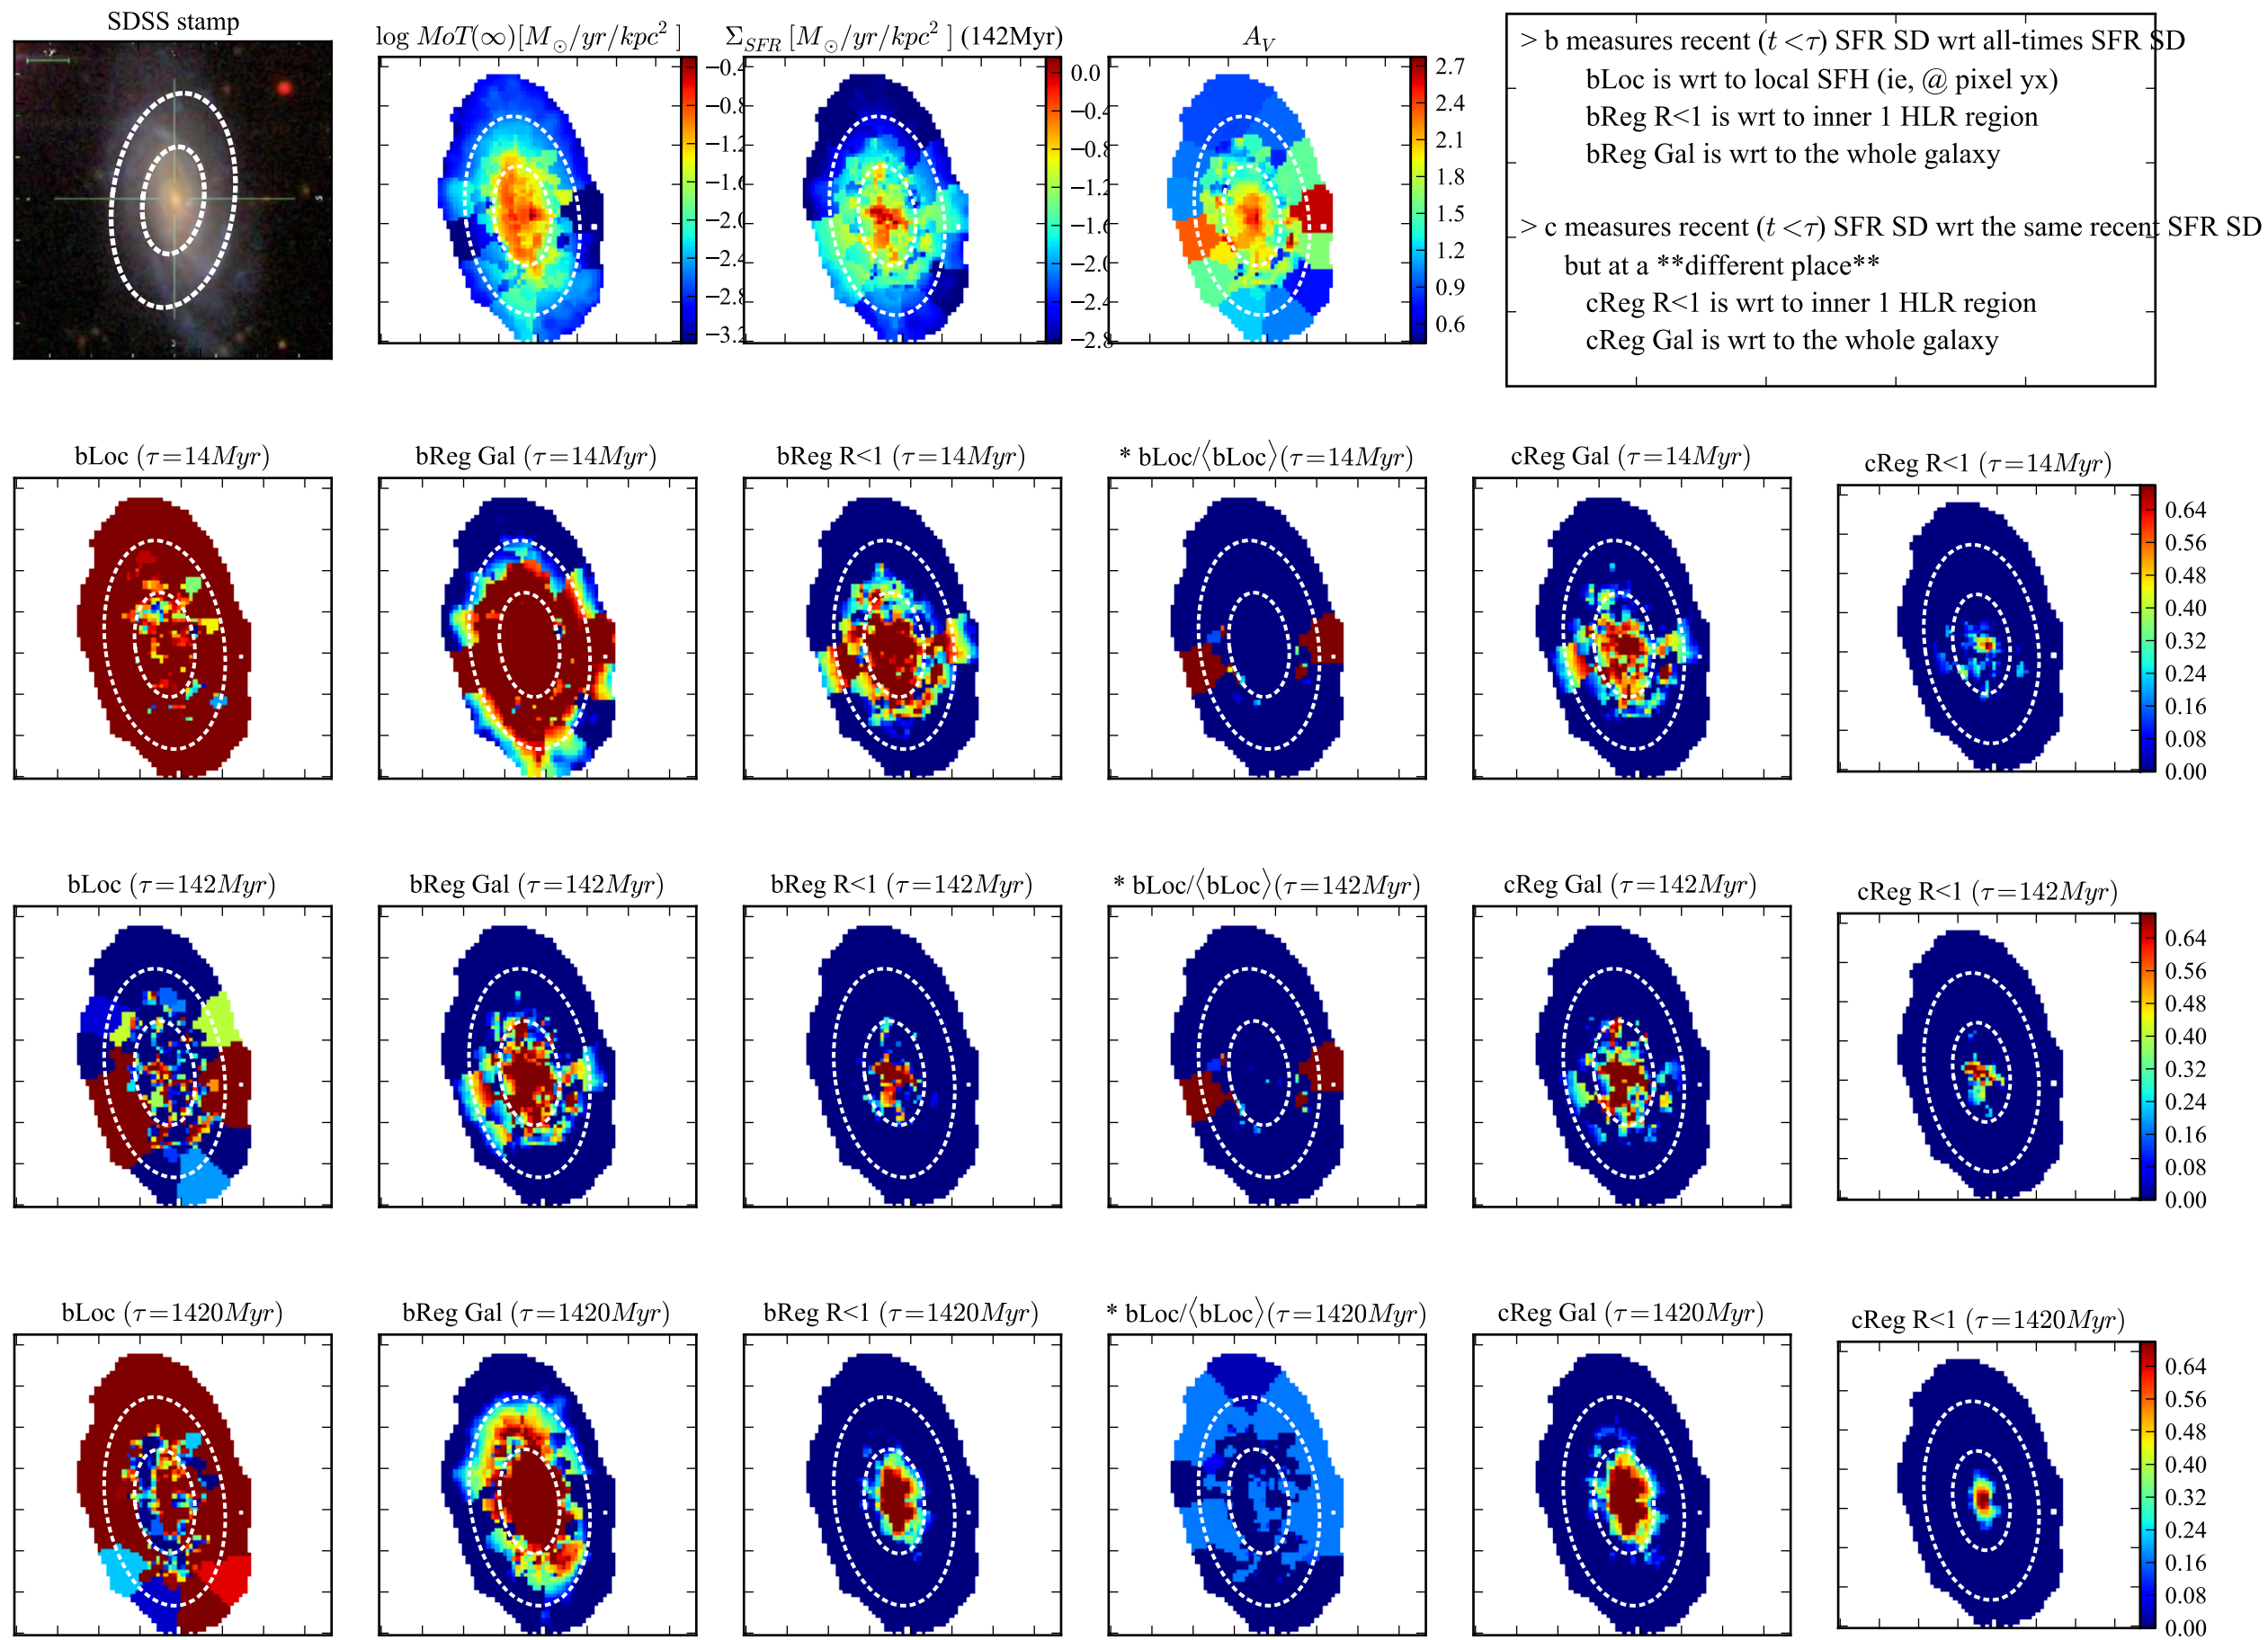 SDSS stamp
log MoT(∞)[M⊙/yr/kpc² ]
Σ_SFR [M⊙/yr/kpc² ] (142Myr)
A_V
−0.4
−0.8
−1.2
−1.6
−2.0
−2.4
−2.8
−3.2
0.0
−0.4
−0.8
−1.2
−1.6
−2.0
−2.4
−2.8
2.7
2.4
2.1
1.8
1.5
1.2
0.9
0.6
> b measures recent (t < τ) SFR SD wrt all-times SFR SD
bLoc is wrt to local SFH (ie, @ pixel yx)
bReg R<1 is wrt to inner 1 HLR region
bReg Gal is wrt to the whole galaxy
> c measures recent (t < τ) SFR SD wrt the same recent SFR SD
but at a **different place**
cReg R<1 is wrt to inner 1 HLR region
cReg Gal is wrt to the whole galaxy
bLoc (τ=14Myr)
bReg Gal (τ=14Myr)
bReg R<1 (τ=14Myr)
* bLoc/⟨bLoc⟩(τ=14Myr)
cReg Gal (τ=14Myr)
cReg R<1 (τ=14Myr)
0.64
0.56
0.48
0.40
0.32
0.24
0.16
0.08
0.00
bLoc (τ=142Myr)
bReg Gal (τ=142Myr)
bReg R<1 (τ=142Myr)
* bLoc/⟨bLoc⟩(τ=142Myr)
cReg Gal (τ=142Myr)
cReg R<1 (τ=142Myr)
0.64
0.56
0.48
0.40
0.32
0.24
0.16
0.08
0.00
bLoc (τ=1420Myr)
bReg Gal (τ=1420Myr)
bReg R<1 (τ=1420Myr)
* bLoc/⟨bLoc⟩(τ=1420Myr)
cReg Gal (τ=1420Myr)
cReg R<1 (τ=1420Myr)
0.64
0.56
0.48
0.40
0.32
0.24
0.16
0.08
0.00